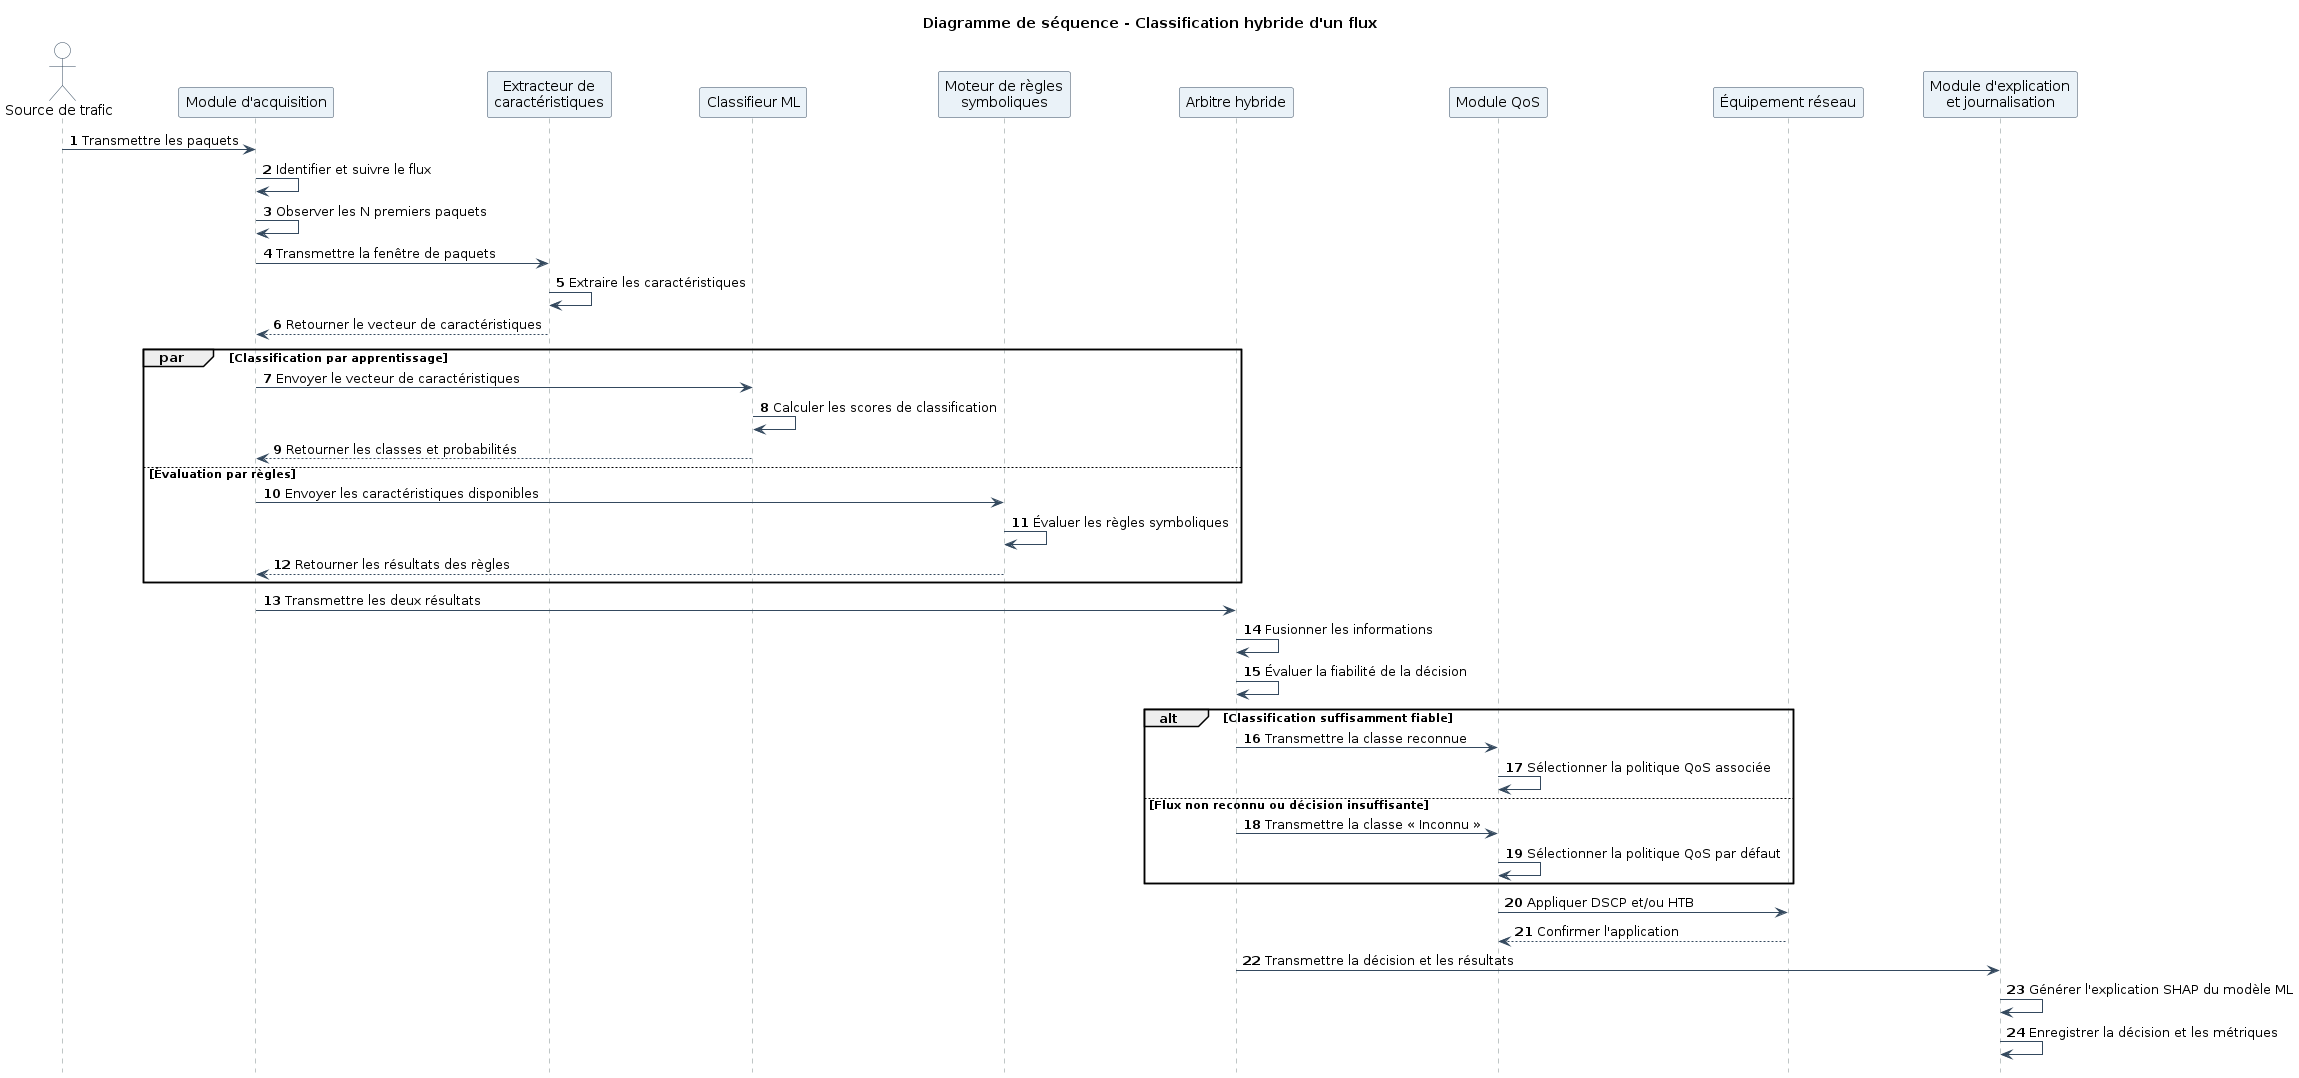 Diagramme de séquence - Classification hybride d'un flux
Source de trafic
Module d'acquisition
Extracteur de
caractéristiques
Classifieur ML
Moteur de règles
symboliques
Arbitre hybride
Module QoS
Équipement réseau
Module d'explication
et journalisation
1 Transmettre les paquets
2 Identifier et suivre le flux
3 Observer les N premiers paquets
4 Transmettre la fenêtre de paquets
5 Extraire les caractéristiques
6 Retourner le vecteur de caractéristiques
par [Classification par apprentissage]
7 Envoyer le vecteur de caractéristiques
8 Calculer les scores de classification
9 Retourner les classes et probabilités
[Évaluation par règles]
10 Envoyer les caractéristiques disponibles
11 Évaluer les règles symboliques
12 Retourner les résultats des règles
13 Transmettre les deux résultats
14 Fusionner les informations
15 Évaluer la fiabilité de la décision
alt [Classification suffisamment fiable]
16 Transmettre la classe reconnue
17 Sélectionner la politique QoS associée
[Flux non reconnu ou décision insuffisante]
18 Transmettre la classe « Inconnu »
19 Sélectionner la politique QoS par défaut
20 Appliquer DSCP et/ou HTB
21 Confirmer l'application
22 Transmettre la décision et les résultats
23 Générer l'explication SHAP du modèle ML
24 Enregistrer la décision et les métriques